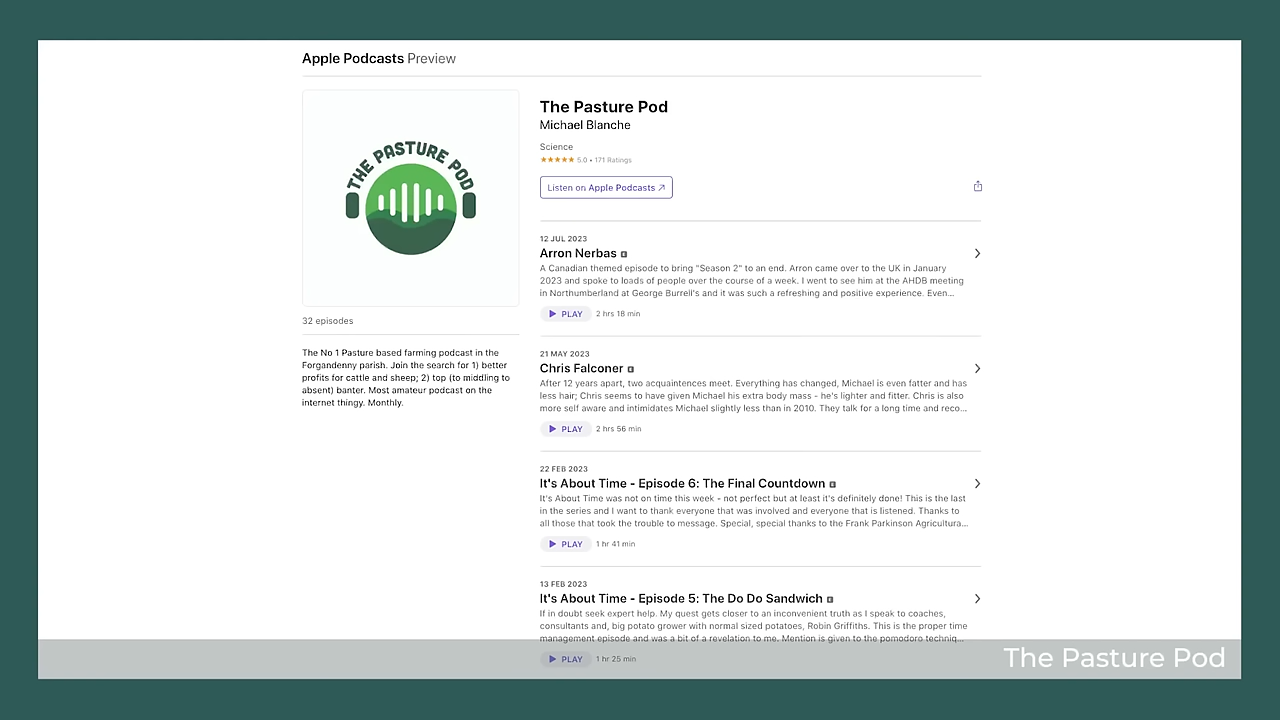 Apple Podcasts Preview
THE PASTURE POD
32 episodes
The No 1 Pasture based farming podcast in the
Forgandenny parish. Join the search for 1) better
profits for cattle and sheep; 2) top (to middling to
absent) banter. Most amateur podcast on the
internet thingy. Monthly.
The Pasture Pod
Michael Blanche
Science
★★★★★ 5.0 • 171 Ratings
Listen on Apple Podcasts ↗
12 JUL 2023
Arron Nerbas E
A Canadian themed episode to bring "Season 2" to an end. Arron came over to the UK in January
2023 and spoke to loads of people over the course of a week. I went to see him at the AHDB meeting
in Northumberland at George Burrell's and it was such a refreshing and positive experience. Even...
PLAY 2 hrs 18 min
21 MAY 2023
Chris Falconer E
After 12 years apart, two acquaintences meet. Everything has changed, Michael is even fatter and has
less hair; Chris seems to have given Michael his extra body mass - he's lighter and fitter. Chris is also
more self aware and intimidates Michael slightly less than in 2010. They talk for a long time and reco...
PLAY 2 hrs 56 min
22 FEB 2023
It's About Time - Episode 6: The Final Countdown E
It's About Time was not on time this week - not perfect but at least it's definitely done! This is the last
in the series and I want to thank everyone that was involved and everyone that is listened. Thanks to
all those that took the trouble to message. Special, special thanks to the Frank Parkinson Agricultura...
PLAY 1 hr 41 min
13 FEB 2023
It's About Time - Episode 5: The Do Do Sandwich E
If in doubt seek expert help. My quest gets closer to an inconvenient truth as I speak to coaches,
consultants and, big potato grower with normal sized potatoes, Robin Griffiths. This is the proper time
management episode and was a bit of a revelation to me. Mention is given to the pomodoro techniq...
PLAY 1 hr 25 min
The Pasture Pod